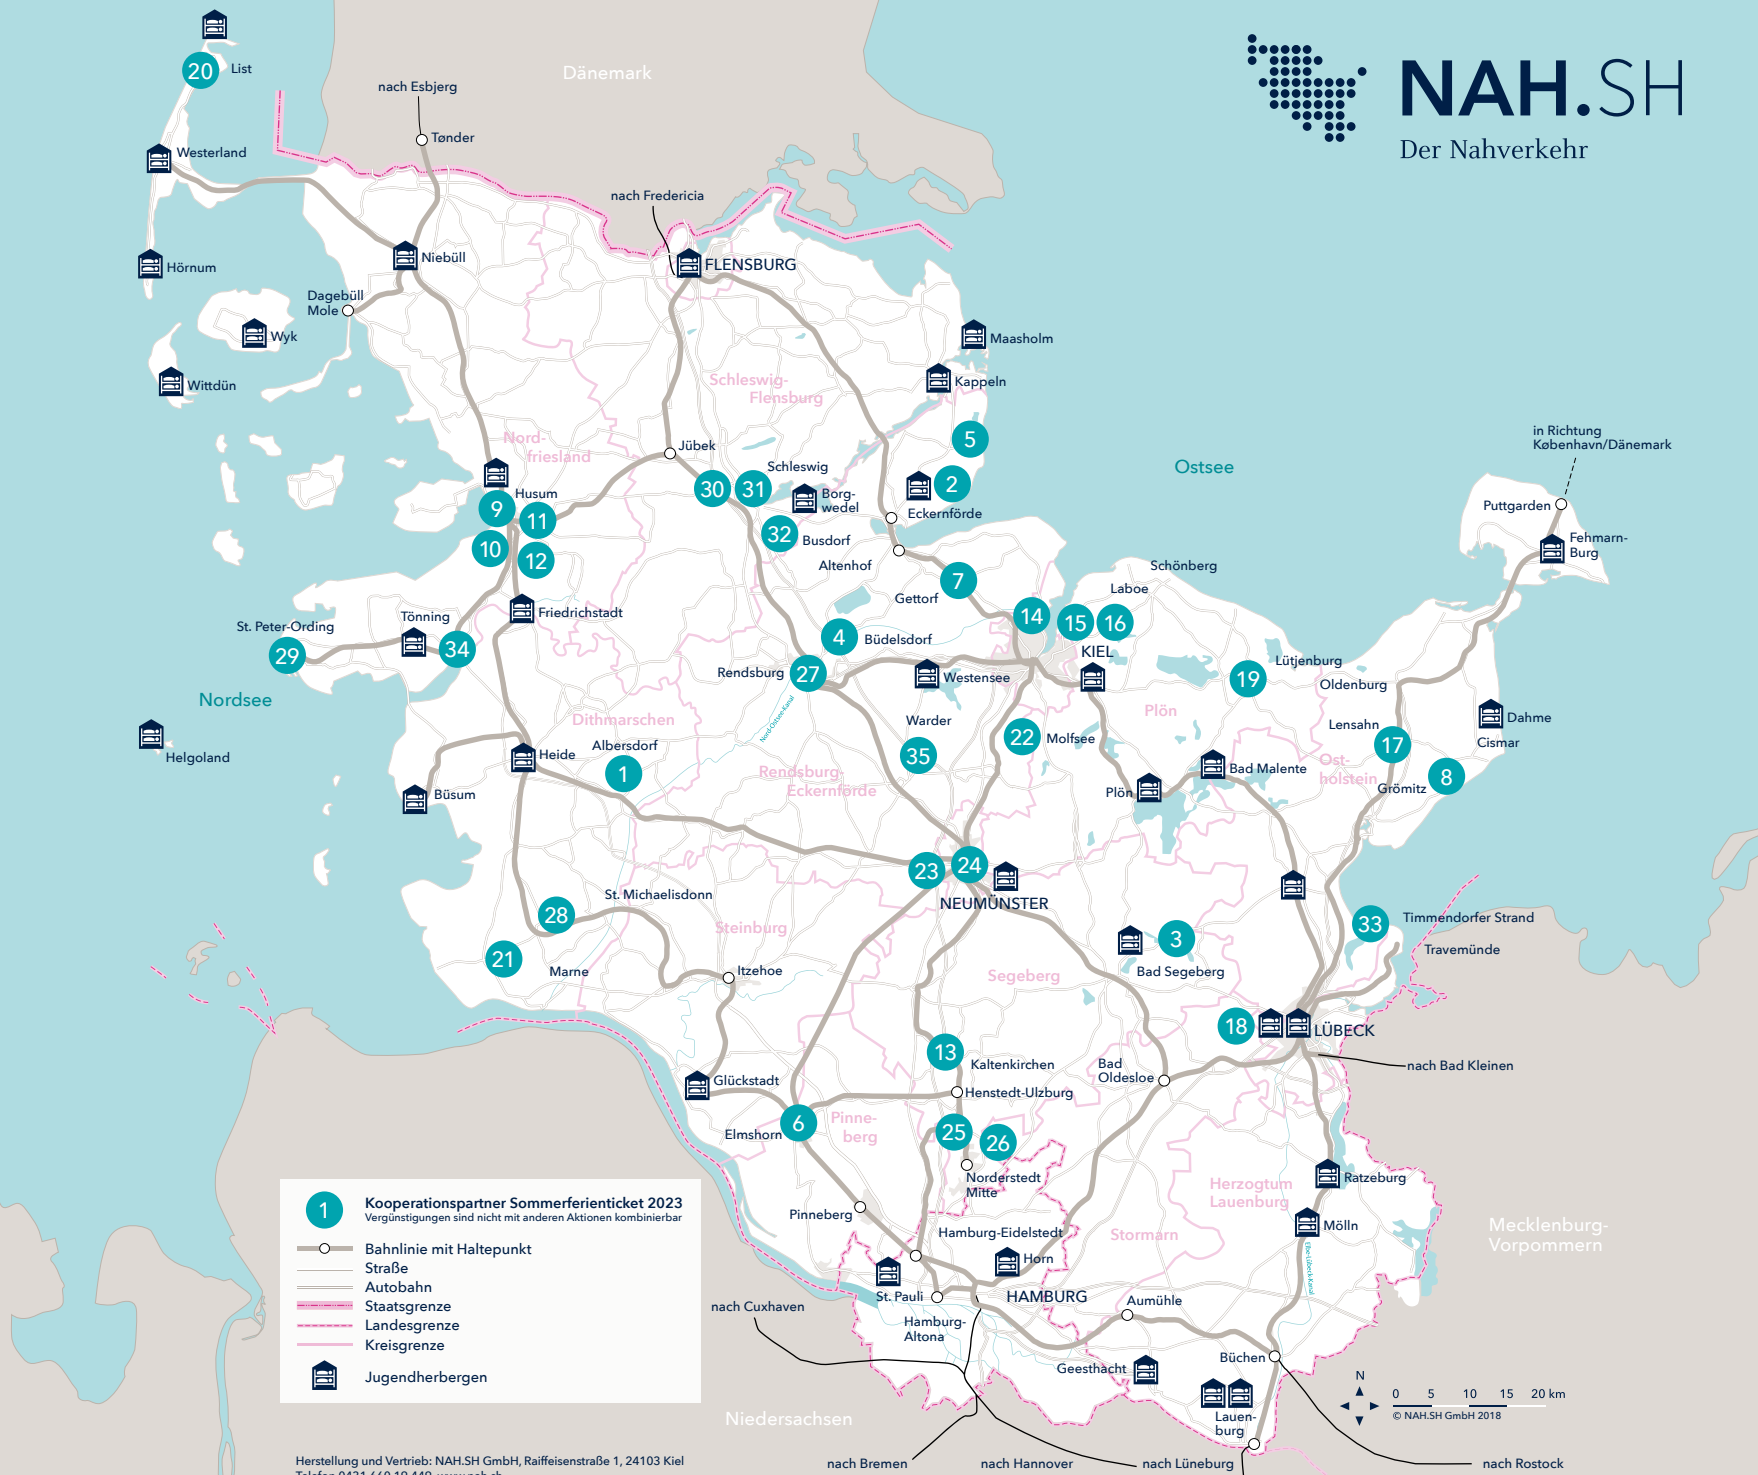 NAH.SH
Der Nahverkehr
Dänemark
20
List
nach Esbjerg
Tønder
Westerland
nach Fredericia
Niebüll
FLENSBURG
Hörnum
Dagebüll
Mole
Wyk
Maasholm
Wittdün
Schleswig-
Flensburg
Kappeln
Nord-
friesland
Jübek
5
in Richtung
København/Dänemark
Ostsee
Schleswig
30
31
Borg-
wedel
2
Husum
9
11
Eckernförde
Puttgarden
32
Busdorf
10
12
Altenhof
Fehmarn-
Burg
7
Gettorf
Schönberg
Laboe
Friedrichstadt
Tönning
St. Peter-Ording
29
34
14
15
16
4
Büdelsdorf
KIEL
Rendsburg
27
Westensee
19
Lütjenburg
Oldenburg
Nordsee
Nord-Ostsee-Kanal
Dithmarschen
Warder
Plön
Dahme
Lensahn
22
Molfsee
17
Cismar
Helgoland
Heide
Albersdorf
1
35
Rendsburg-
Eckernförde
Bad Malente
Ost-
holstein
8
Grömitz
Büsum
Plön
23
24
NEUMÜNSTER
St. Michaelisdonn
28
Steinburg
33
Timmendorfer Strand
Travemünde
3
Bad Segeberg
21
Marne
Itzehoe
Segeberg
18
LÜBECK
13
Kaltenkirchen
Bad
Oldesloe
nach Bad Kleinen
Glückstadt
Henstedt-Ulzburg
6
Elmshorn
Pinne-
berg
25
26
Norderstedt
Mitte
Ratzeburg
Herzogtum
Lauenburg
1
Kooperationspartner Sommerferienticket 2023
Vergünstigungen sind nicht mit anderen Aktionen kombinierbar
Bahnlinie mit Haltepunkt
Straße
Autobahn
Staatsgrenze
Landesgrenze
Kreisgrenze
Jugendherbergen
Pinneberg
Hamburg-Eidelstedt
Stormarn
Mölln
Mecklenburg-
Vorpommern
Elbe-Lübeck-Kanal
Horn
St. Pauli
HAMBURG
Aumühle
nach Cuxhaven
Hamburg-
Altona
Büchen
Geesthacht
Lauen-
burg
N
0 5 10 15 20 km
© NAH.SH GmbH 2018
Niedersachsen
nach Bremen
nach Hannover
nach Lüneburg
nach Rostock
Herstellung und Vertrieb: NAH.SH GmbH, Raiffeisenstraße 1, 24103 Kiel